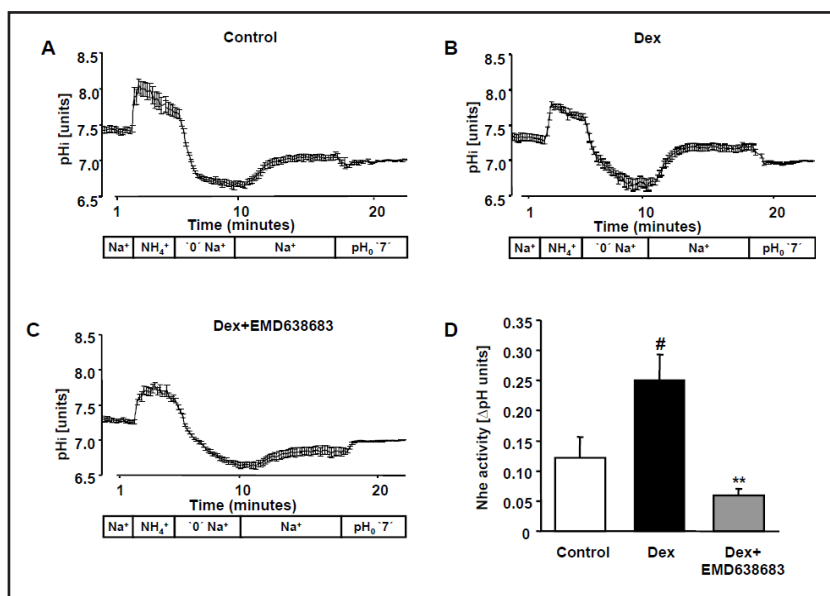 A
Control
8.5
8.0
7.5
7.0
6.5
pHi [units]
1
10
20
Time (minutes)
Na⁺ NH₄⁺ `0´ Na⁺ Na⁺ pH₀ `7´
B
Dex
8.5
8.0
7.5
7.0
6.5
pHi [units]
1
10
20
Time (minutes)
Na⁺ NH₄⁺ `0´ Na⁺ Na⁺ pH₀ `7´
C
Dex+EMD638683
8.5
8.0
7.5
7.0
6.5
pHi [units]
1
10
20
Time (minutes)
Na⁺ NH₄⁺ `0´ Na⁺ Na⁺ pH₀ `7´
D
0.35
0.30
0.25
0.20
0.15
0.10
0.05
0
Nhe activity [ΔpH units]
#
**
Control
Dex
Dex+
EMD638683